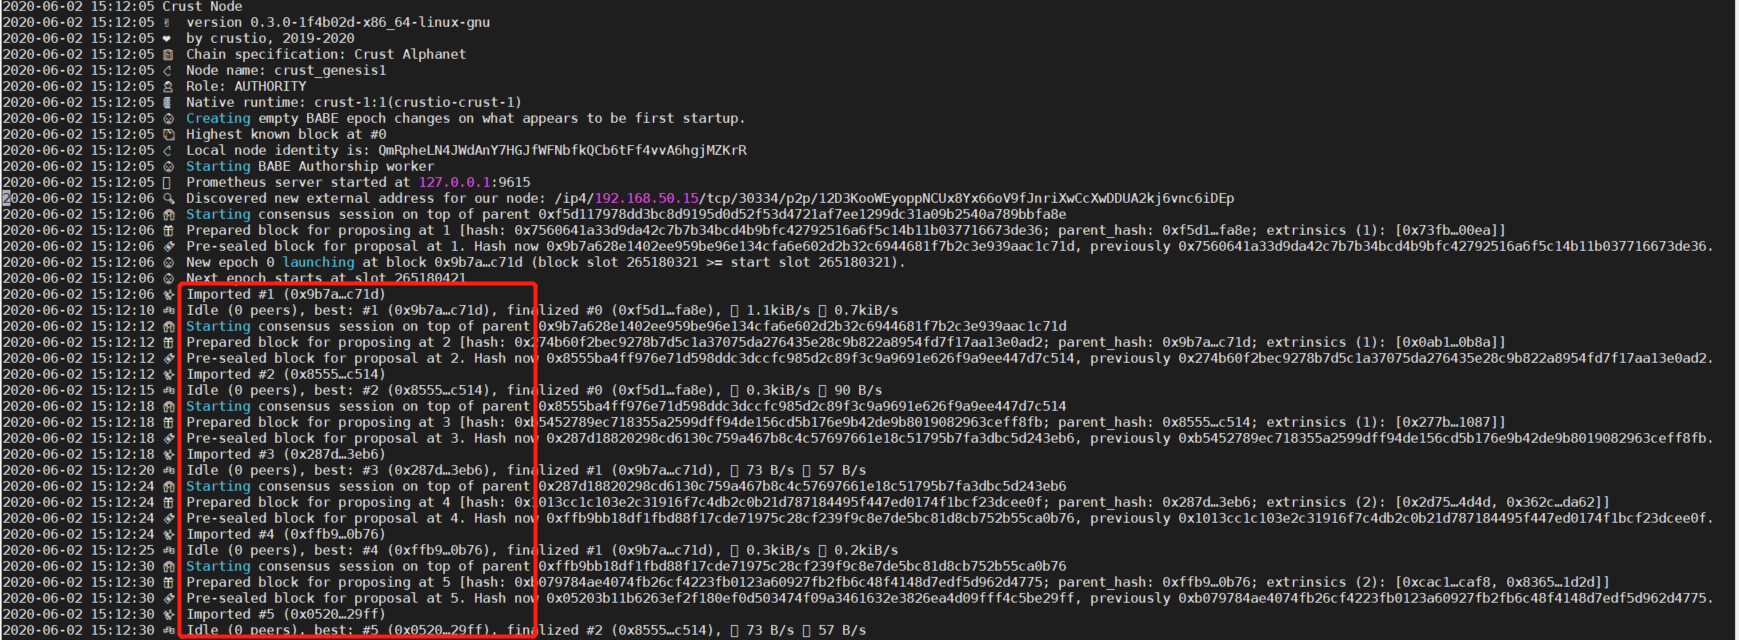 2020-06-02 15:12:05 Crust Node
2020-06-02 15:12:05 ✌ version 0.3.0-1f4b02d-x86_64-linux-gnu
2020-06-02 15:12:05 ❤ by crustio, 2019-2020
2020-06-02 15:12:05 📋 Chain specification: Crust Alphanet
2020-06-02 15:12:05 🏷 Node name: crust_genesis1
2020-06-02 15:12:05 👤 Role: AUTHORITY
2020-06-02 15:12:05 Native runtime: crust-1:1(crustio-crust-1)
2020-06-02 15:12:05 👶 Creating empty BABE epoch changes on what appears to be first startup.
2020-06-02 15:12:05 📦 Highest known block at #0
2020-06-02 15:12:05 🏷 Local node identity is: QmRpheLN4JWdAnY7HGJfWFNbfkQCb6tFf4vvA6hgjMZKrR
2020-06-02 15:12:05 👶 Starting BABE Authorship worker
2020-06-02 15:12:05 Prometheus server started at 127.0.0.1:9615
2020-06-02 15:12:06 🔍 Discovered new external address for our node: /ip4/192.168.50.15/tcp/30334/p2p/12D3KooWEyoppNCUx8Yx66oV9fJnriXwCcXwDDUA2kj6vnc6iDEp
2020-06-02 15:12:06 Starting consensus session on top of parent 0xf5d117978dd3bc8d9195d0d52f53d4721af7ee1299dc31a09b2540a789bbfa8e
2020-06-02 15:12:06 🎁 Prepared block for proposing at 1 [hash: 0x7560641a33d9da42c7b7b34bcd4b9bfc42792516a6f5c14b11b037716673de36; parent_hash: 0xf5d1…fa8e; extrinsics (1): [0x73fb…00ea]]
2020-06-02 15:12:06 🔖 Pre-sealed block for proposal at 1. Hash now 0x9b7a628e1402ee959be96e134cfa6e602d2b32c6944681f7b2c3e939aac1c71d, previously 0x7560641a33d9da42c7b7b34bcd4b9bfc42792516a6f5c14b11b037716673de36.
2020-06-02 15:12:06 👶 New epoch 0 launching at block 0x9b7a…c71d (block slot 265180321 >= start slot 265180321).
2020-06-02 15:12:06 👶 Next epoch starts at slot 265180421
2020-06-02 15:12:06 ✨ Imported #1 (0x9b7a…c71d)
2020-06-02 15:12:10 💤 Idle (0 peers), best: #1 (0x9b7a…c71d), finalized #0 (0xf5d1…fa8e), 1.1kiB/s 0.7kiB/s
2020-06-02 15:12:12 Starting consensus session on top of parent 0x9b7a628e1402ee959be96e134cfa6e602d2b32c6944681f7b2c3e939aac1c71d
2020-06-02 15:12:12 🎁 Prepared block for proposing at 2 [hash: 0x274b60f2bec9278b7d5c1a37075da276435e28c9b822a8954fd7f17aa13e0ad2; parent_hash: 0x9b7a…c71d; extrinsics (1): [0x0ab1…0b8a]]
2020-06-02 15:12:12 🔖 Pre-sealed block for proposal at 2. Hash now 0x8555ba4ff976e71d598ddc3dccfc985d2c89f3c9a9691e626f9a9ee447d7c514, previously 0x274b60f2bec9278b7d5c1a37075da276435e28c9b822a8954fd7f17aa13e0ad2.
2020-06-02 15:12:12 ✨ Imported #2 (0x8555…c514)
2020-06-02 15:12:15 💤 Idle (0 peers), best: #2 (0x8555…c514), finalized #0 (0xf5d1…fa8e), 0.3kiB/s 90 B/s
2020-06-02 15:12:18 Starting consensus session on top of parent 0x8555ba4ff976e71d598ddc3dccfc985d2c89f3c9a9691e626f9a9ee447d7c514
2020-06-02 15:12:18 🎁 Prepared block for proposing at 3 [hash: 0xb5452789ec718355a2599dff94de156cd5b176e9b42de9b8019082963ceff8fb; parent_hash: 0x8555…c514; extrinsics (1): [0x277b…1087]]
2020-06-02 15:12:18 🔖 Pre-sealed block for proposal at 3. Hash now 0x287d18820298cd6130c759a467b8c4c57697661e18c51795b7fa3dbc5d243eb6, previously 0xb5452789ec718355a2599dff94de156cd5b176e9b42de9b8019082963ceff8fb.
2020-06-02 15:12:18 ✨ Imported #3 (0x287d…3eb6)
2020-06-02 15:12:20 💤 Idle (0 peers), best: #3 (0x287d…3eb6), finalized #1 (0x9b7a…c71d), 73 B/s 57 B/s
2020-06-02 15:12:24 Starting consensus session on top of parent 0x287d18820298cd6130c759a467b8c4c57697661e18c51795b7fa3dbc5d243eb6
2020-06-02 15:12:24 🎁 Prepared block for proposing at 4 [hash: 0x1013cc1c103e2c31916f7c4db2c0b21d787184495f447ed0174f1bcf23dcee0f; parent_hash: 0x287d…3eb6; extrinsics (2): [0x2d75…4d4d, 0x362c…da62]]
2020-06-02 15:12:24 🔖 Pre-sealed block for proposal at 4. Hash now 0xffb9bb18df1fbd88f17cde71975c28cf239f9c8e7de5bc81d8cb752b55ca0b76, previously 0x1013cc1c103e2c31916f7c4db2c0b21d787184495f447ed0174f1bcf23dcee0f.
2020-06-02 15:12:24 ✨ Imported #4 (0xffb9…0b76)
2020-06-02 15:12:25 💤 Idle (0 peers), best: #4 (0xffb9…0b76), finalized #1 (0x9b7a…c71d), 0.3kiB/s 0.2kiB/s
2020-06-02 15:12:30 Starting consensus session on top of parent 0xffb9bb18df1fbd88f17cde71975c28cf239f9c8e7de5bc81d8cb752b55ca0b76
2020-06-02 15:12:30 🎁 Prepared block for proposing at 5 [hash: 0xb079784ae4074fb26cf4223fb0123a60927fb2fb6c48f4148d7edf5d962d4775; parent_hash: 0xffb9…0b76; extrinsics (2): [0xcac1…caf8, 0x8365…1d2d]]
2020-06-02 15:12:30 🔖 Pre-sealed block for proposal at 5. Hash now 0x05203b11b6263ef2f180ef0d503474f09a3461632e3826ea4d09fff4c5be29ff, previously 0xb079784ae4074fb26cf4223fb0123a60927fb2fb6c48f4148d7edf5d962d4775.
2020-06-02 15:12:30 ✨ Imported #5 (0x0520…29ff)
2020-06-02 15:12:30 💤 Idle (0 peers), best: #5 (0x0520…29ff), finalized #2 (0x8555…c514), 73 B/s 57 B/s